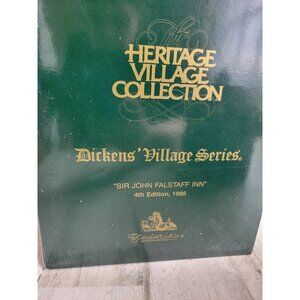 The
HERITAGE
VILLAGE
COLLECTION
Dickens' Village Series®
"SIR JOHN FALSTAFF INN"
4th Edition, 1995